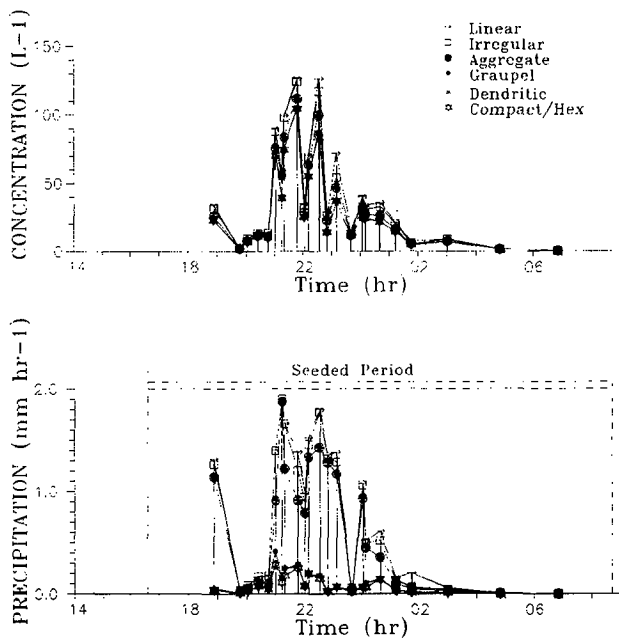 CONCENTRATION (L-1)
150
100
50
0
Linear
Irregular
Aggregate
Graupel
Dendritic
Compact/Hex
14 18 22 02 06
Time (hr)
Seeded Period
PRECIPITATION (mm hr-1)
2.0
1.0
0.0
14 18 22 02 06
Time (hr)